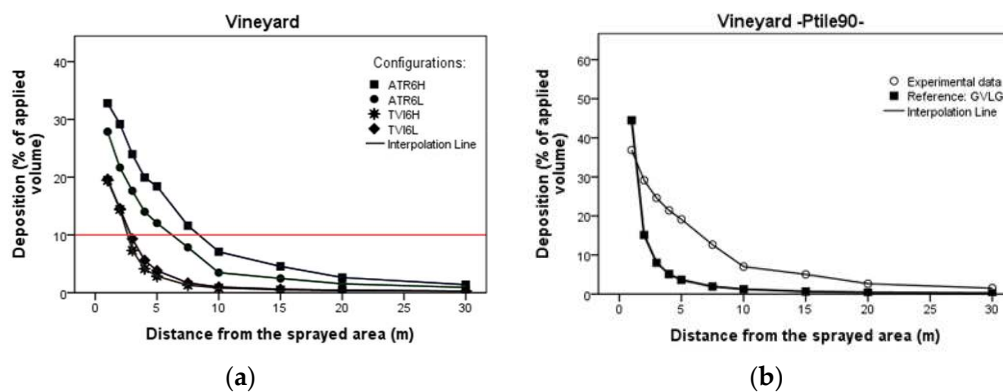 Vineyard
Deposition (% of applied
volume)
40
30
20
10
0
Configurations:
ATR6H
ATR6L
TVI6H
TVI6L
Interpolation Line
0 5 10 15 20 25 30
Distance from the sprayed area (m)
(a)
Vineyard -Ptile90-
Deposition (% of applied
volume)
60
50
40
30
20
10
0
Experimental data
Reference: GVLG
Interpolation Line
0 5 10 15 20 25 30
Distance from the sprayed area (m)
(b)